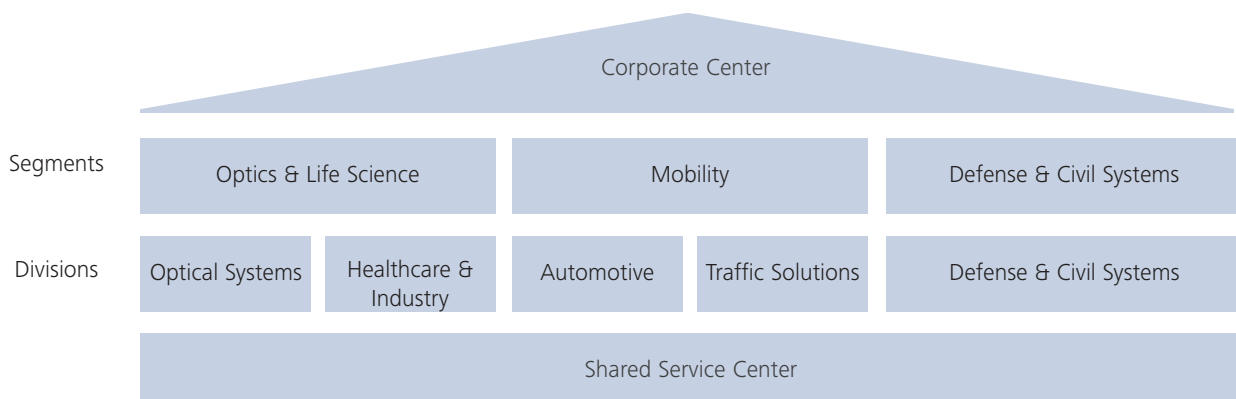 Corporate Center
Segments
Optics & Life Science
Mobility
Defense & Civil Systems
Divisions
Optical Systems
Healthcare &
Industry
Automotive
Traffic Solutions
Defense & Civil Systems
Shared Service Center